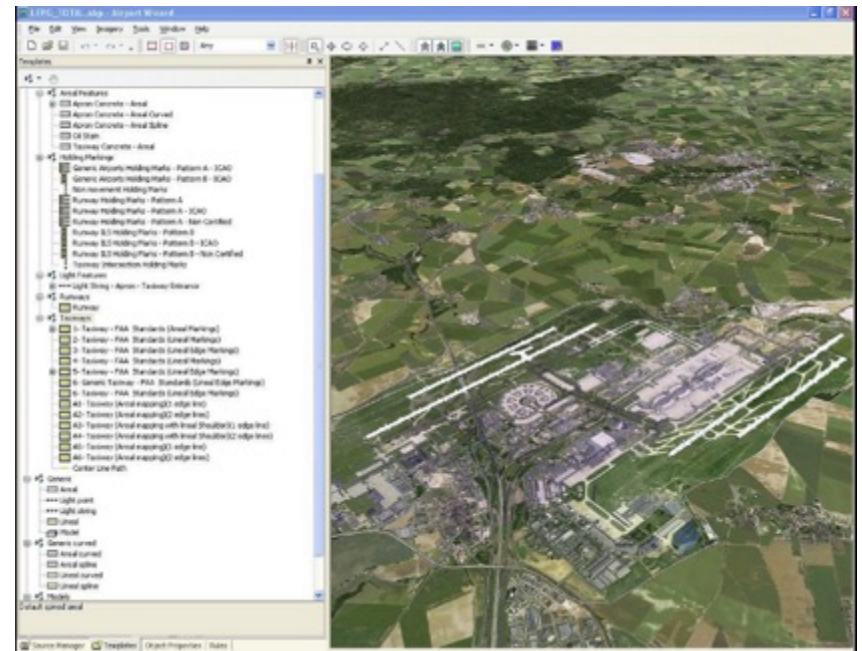 LFPG_TOTAL.abp - Airport Wizard
File Edit View Imagery Tools Window Help
Any
Templates
Areal Features
Apron Concrete - Areal
Apron Concrete - Areal Curved
Apron Concrete - Areal Spline
Oil Stain
Taxiway Concrete - Areal
Holding Markings
Generic Airports Holding Marks - Pattern A - ICAO
Generic Airports Holding Marks - Pattern B - ICAO
Non movement Holding Marks
Runway Holding Marks - Pattern A
Runway Holding Marks - Pattern A - ICAO
Runway Holding Marks - Pattern A - Non Certified
Runway ILS Holding Marks - Pattern B
Runway ILS Holding Marks - Pattern B - ICAO
Runway ILS Holding Marks - Pattern B - Non Certified
Taxiway Intersection Holding Marks
Light Features
Light String - Apron - Taxiway Entrance
Runways
Runway
Taxiways
1- Taxiway - FAA Standards (Areal Markings)
2- Taxiway - FAA Standards (Lineal Markings)
3- Taxiway - FAA Standards (Lineal Edge Markings)
4- Taxiway - FAA Standards (Lineal Markings)
5- Taxiway - FAA Standards (Lineal Edge Markings)
6- Generic Taxiway - FAA Standards (Lineal Edge Markings)
6- Taxiway - FAA Standards (Lineal Edge Markings)
A1- Taxiway (Areal mapping)(1 edge line)
A2- Taxiway (Areal mapping)(2 edge lines)
A3- Taxiway (Areal mapping with lineal Shoulder)(1 edge line)
A4- Taxiway (Areal mapping with lineal Shoulder)(2 edge lines)
A5- Taxiway (Areal mapping)(1 edge line)
A6- Taxiway (Areal mapping)(2 edge lines)
Center Line Path
Generic
Areal
Light point
Light string
Lineal
Model
Generic curved
Areal curved
Areal spline
Lineal curved
Lineal spline
Models
Default curved areal
Source Manager Templates Object Properties Rules